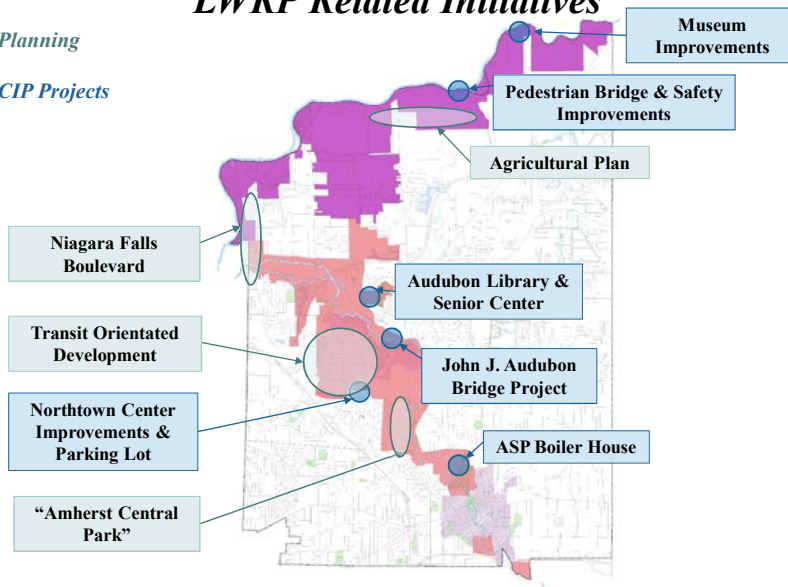 LWRP Related Initiatives
Planning
CIP Projects
Museum
Improvements
Pedestrian Bridge & Safety
Improvements
Agricultural Plan
Niagara Falls
Boulevard
Audubon Library &
Senior Center
Transit Orientated
Development
John J. Audubon
Bridge Project
Northtown Center
Improvements &
Parking Lot
ASP Boiler House
“Amherst Central
Park”